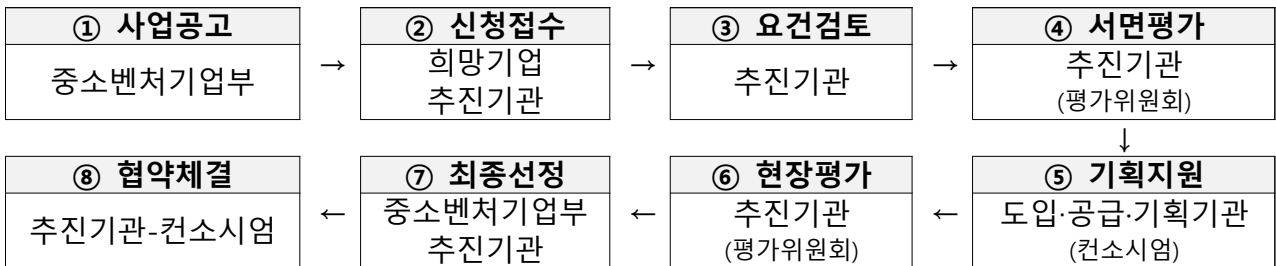 ① 사업공고
중소벤처기업부
→
② 신청접수
희망기업
추진기관
→
③ 요건검토
추진기관
→
④ 서면평가
추진기관
(평가위원회)
↓
⑤ 기획지원
도입·공급·기획기관
(컨소시엄)
←
⑥ 현장평가
추진기관
(평가위원회)
←
⑦ 최종선정
중소벤처기업부
추진기관
←
⑧ 협약체결
추진기관-컨소시엄